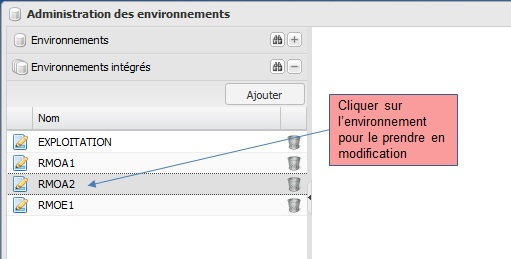 Administration des environnements
Environnements
Environnements intégrés
Ajouter
Nom
EXPLOITATION
RMOA1
RMOA2
RMOE1
Cliquer sur
l'environnement
pour le prendre en
modification